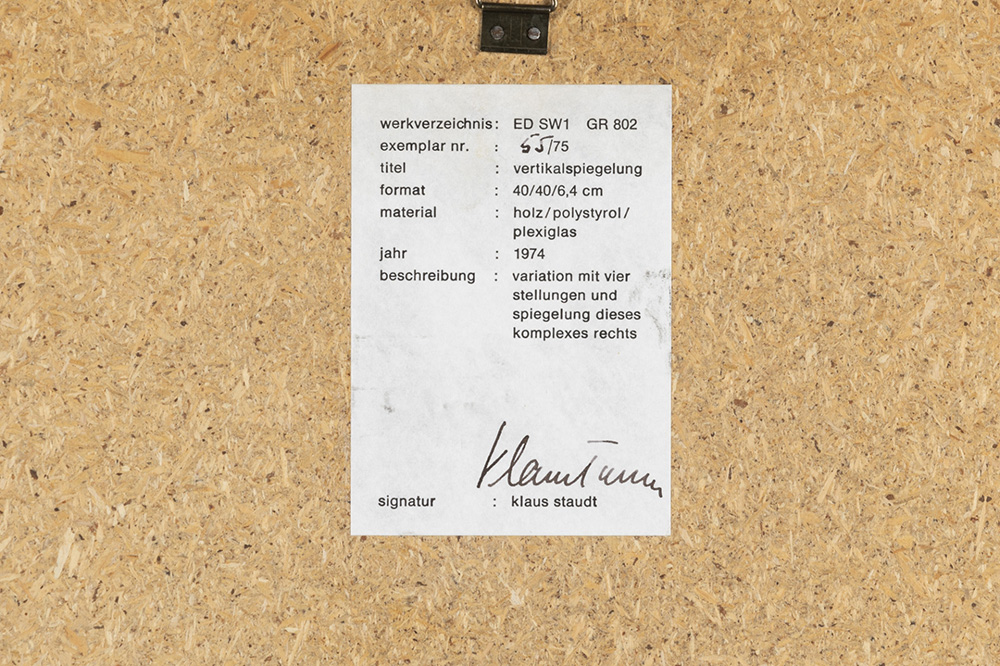 werkverzeichnis: ED SW1 GR 802
exemplar nr. : 55/75
titel : vertikalspiegelung
format : 40/40/6,4 cm
material : holz/polystyrol/
plexiglas
jahr : 1974
beschreibung : variation mit vier
stellungen und
spiegelung dieses
komplexes rechts
signatur : klaus staudt